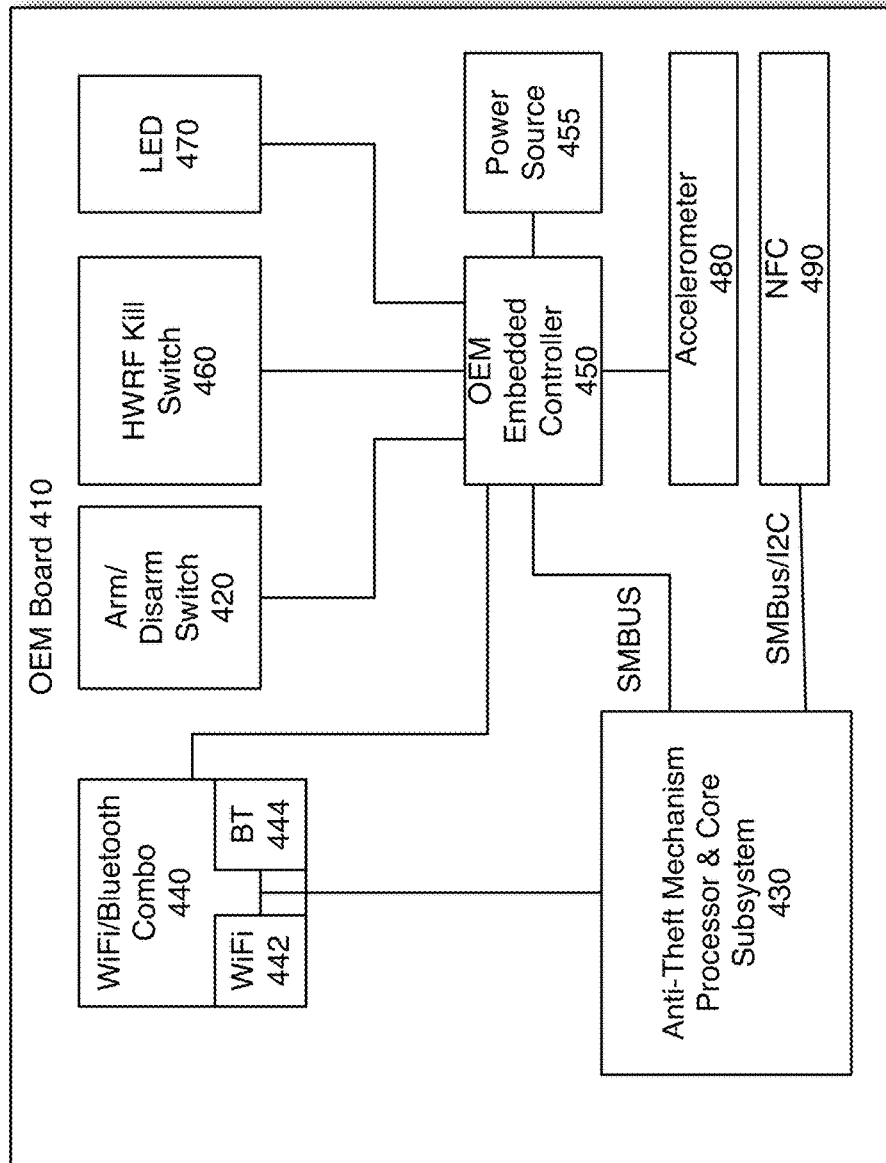 OEM Board 410
WiFi/Bluetooth
Combo
440
WiFi
442
BT
444
Arm/
Disarm
Switch
420
HWRF Kill
Switch
460
LED
470
OEM
Embedded
Controller
450
Power
Source
455
SMBUS
Anti-Theft Mechanism
Processor & Core
Subsystem
430
SMBus/I2C
Accelerometer
480
NFC
490